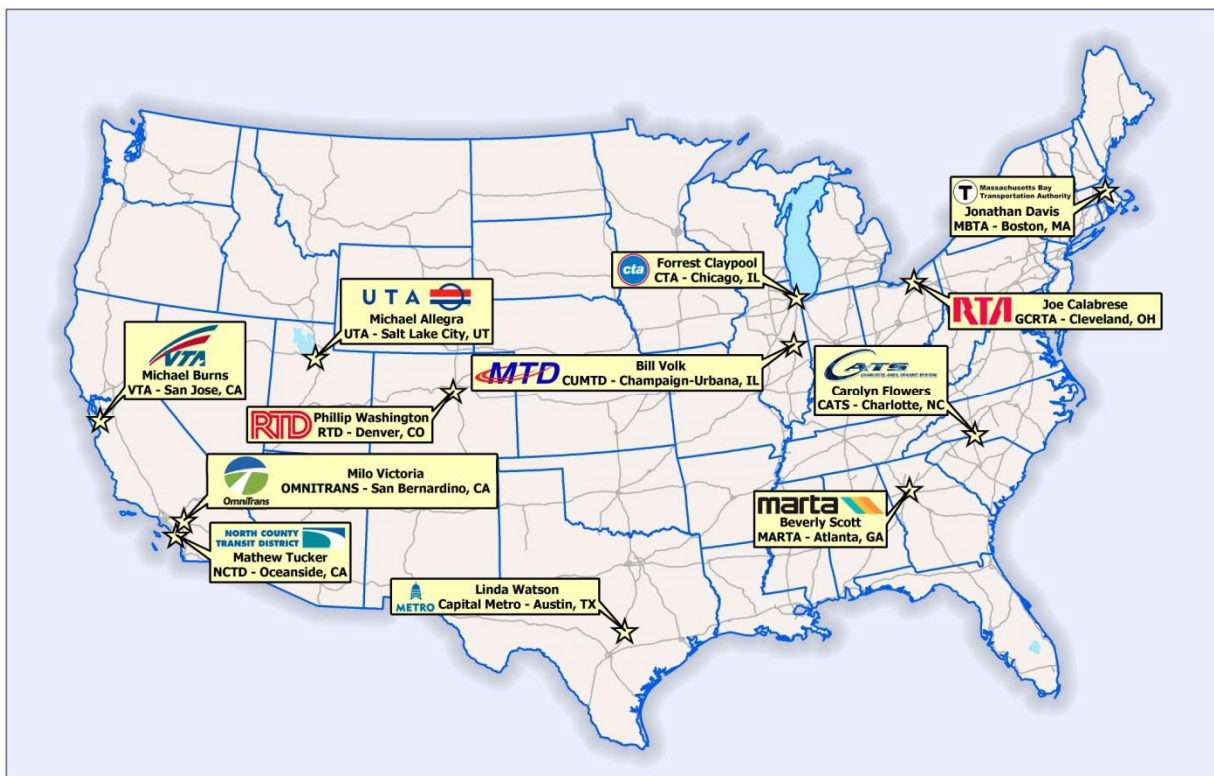 T Massachusetts Bay
Transportation Authority
Jonathan Davis
MBTA - Boston, MA
cta
Forrest Claypool
CTA - Chicago, IL
RTA
Joe Calabrese
GCRTA - Cleveland, OH
UTA
Michael Allegra
UTA - Salt Lake City, UT
VTA
Michael Burns
VTA - San Jose, CA
MTD
Bill Volk
CUMTD - Champaign-Urbana, IL
CATS
CHARLOTTE AREA TRANSIT SYSTEM
Carolyn Flowers
CATS - Charlotte, NC
RTD
Phillip Washington
RTD - Denver, CO
OmniTrans
Milo Victoria
OMNITRANS - San Bernardino, CA
marta
Beverly Scott
MARTA - Atlanta, GA
NORTH COUNTY
TRANSIT DISTRICT
Mathew Tucker
NCTD - Oceanside, CA
METRO
Linda Watson
Capital Metro - Austin, TX